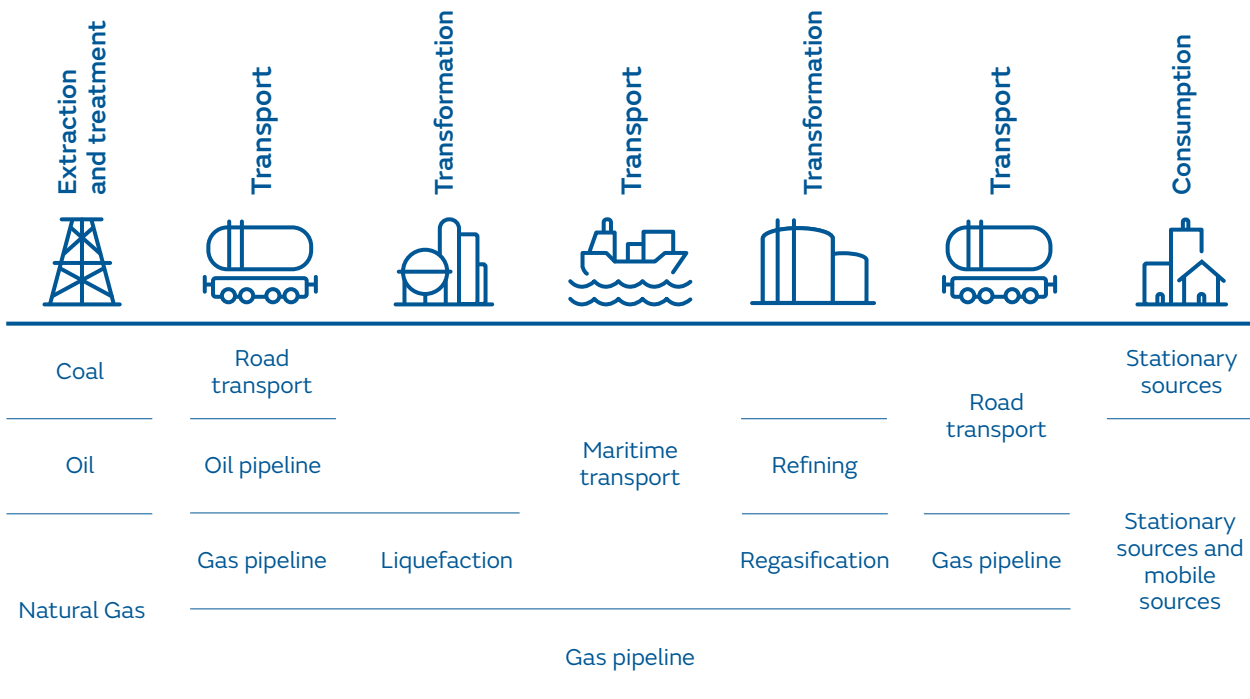 Extraction
and treatment
Transport
Transformation
Transport
Transformation
Transport
Consumption
Coal
Road
transport
Stationary
sources
Road
transport
Oil
Oil pipeline
Maritime
transport
Refining
Natural Gas
Gas pipeline
Liquefaction
Regasification
Gas pipeline
Stationary
sources and
mobile
sources
Gas pipeline